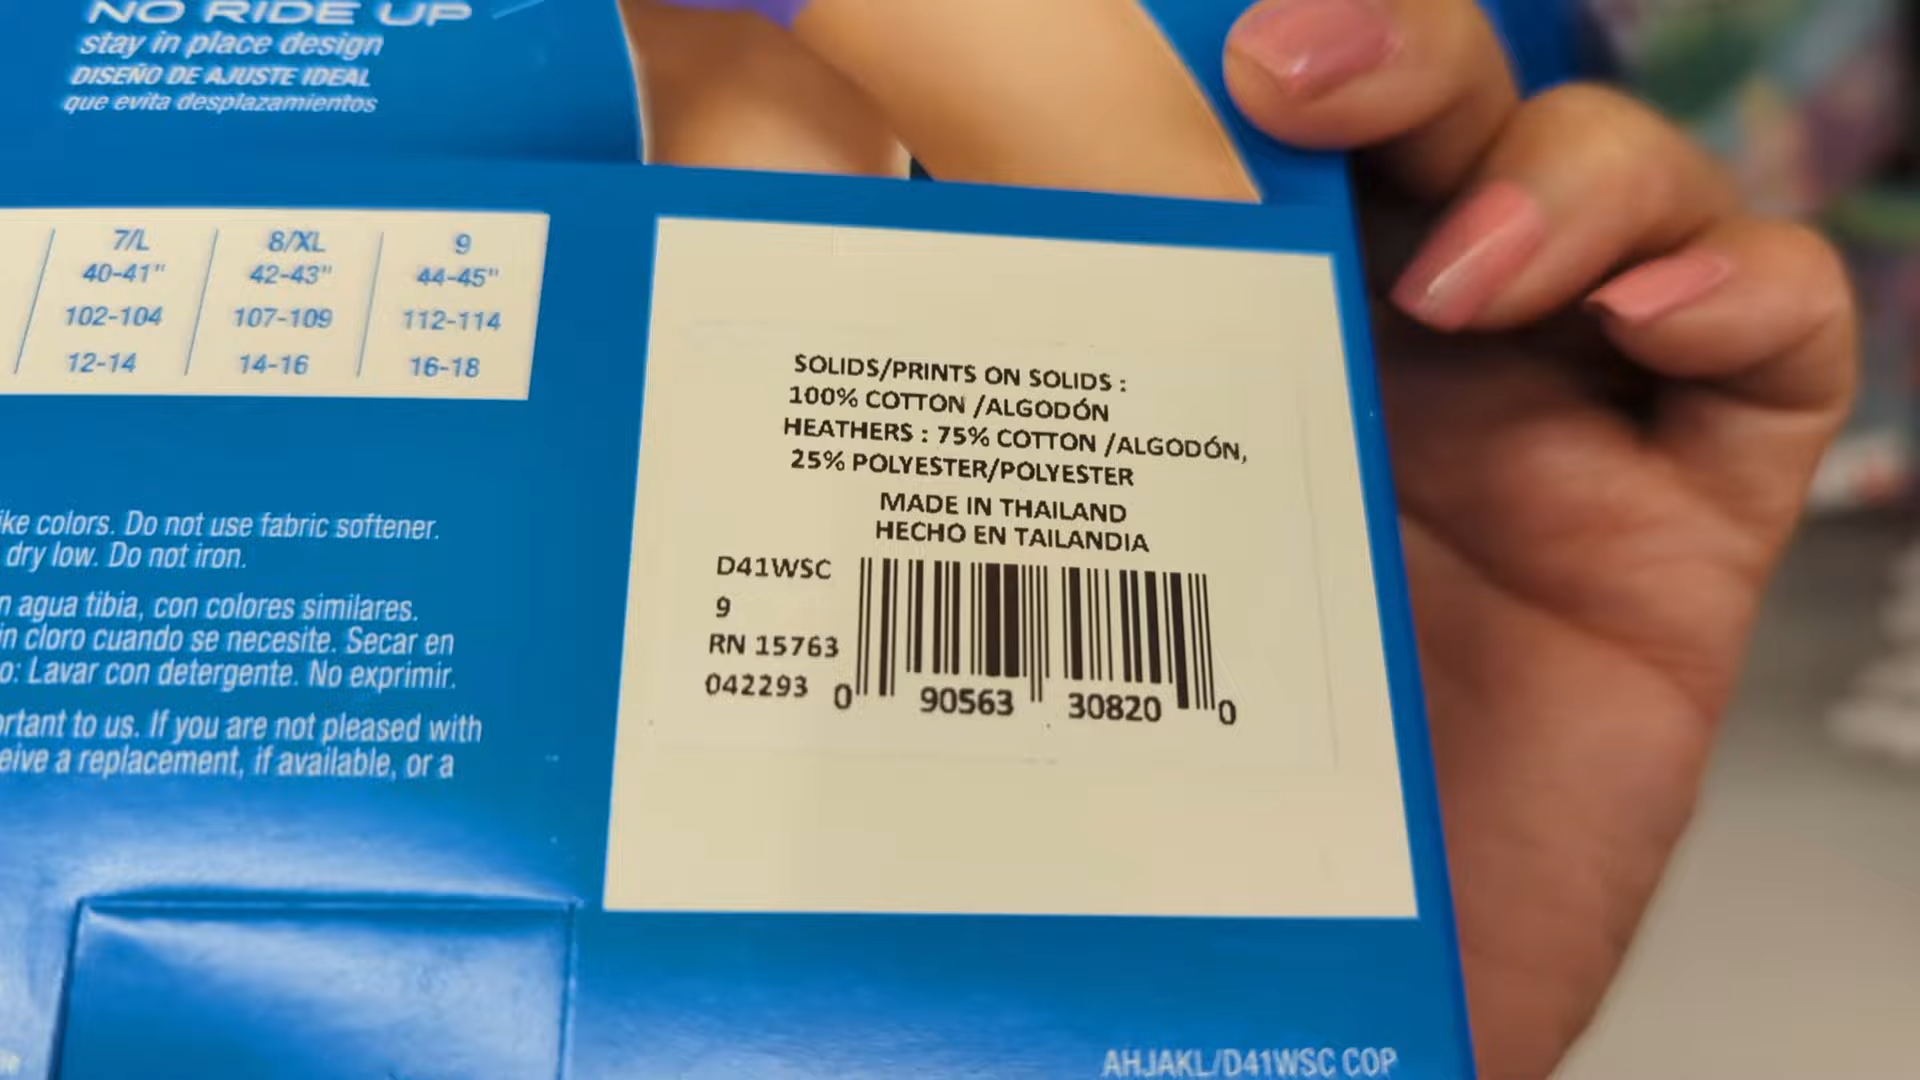 NO RIDE UP
stay in place design
DISEÑO DE AJUSTE IDEAL
que evita desplazamientos
7/L 8/XL 9
40-41" 42-43" 44-45"
102-104 107-109 112-114
12-14 14-16 16-18
colors. Do not use fabric softener.
dry low. Do not iron.
agua tibia, con colores similares.
cloro cuando se necesite. Secar en
Lavar con detergente. No exprimir.
to us. If you are not pleased with
a replacement, if available, or a
SOLIDS/PRINTS ON SOLIDS :
100% COTTON /ALGODÓN
HEATHERS : 75% COTTON /ALGODÓN,
25% POLYESTER/POLYESTER
MADE IN THAILAND
HECHO EN TAILANDIA
D41WSC
9
RN 15763
042293
0 90563 30820 0
AHJAKL/D41WSC COP